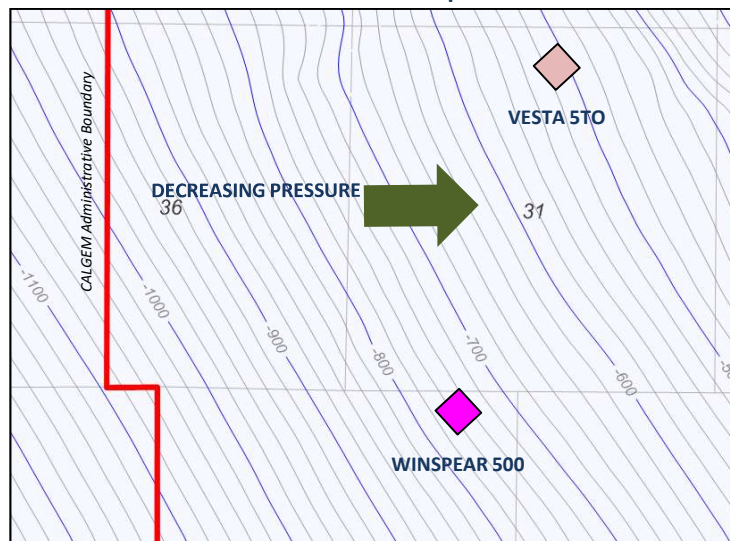 VESTA 5TO
CALGEM Administrative Boundary
DECREASING PRESSURE
36
31
-1100
-1000
-900
-800
-700
-600
WINSPEAR 500